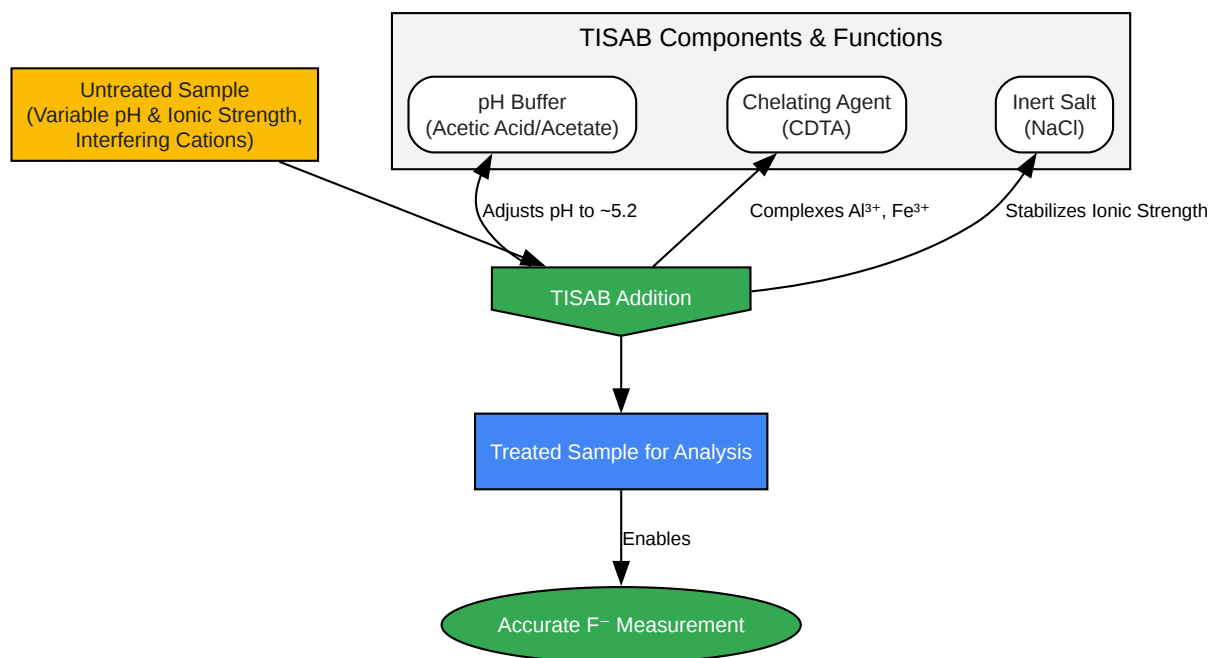 TISAB Components & Functions
Untreated Sample
(Variable pH & Ionic Strength,
Interfering Cations)
pH Buffer
(Acetic Acid/Acetate)
Chelating Agent
(CDTA)
Inert Salt
(NaCl)
Adjusts pH to ~5.2
Complexes Al³⁺, Fe³⁺
Stabilizes Ionic Strength
TISAB Addition
Treated Sample for Analysis
Enables
Accurate F⁻ Measurement